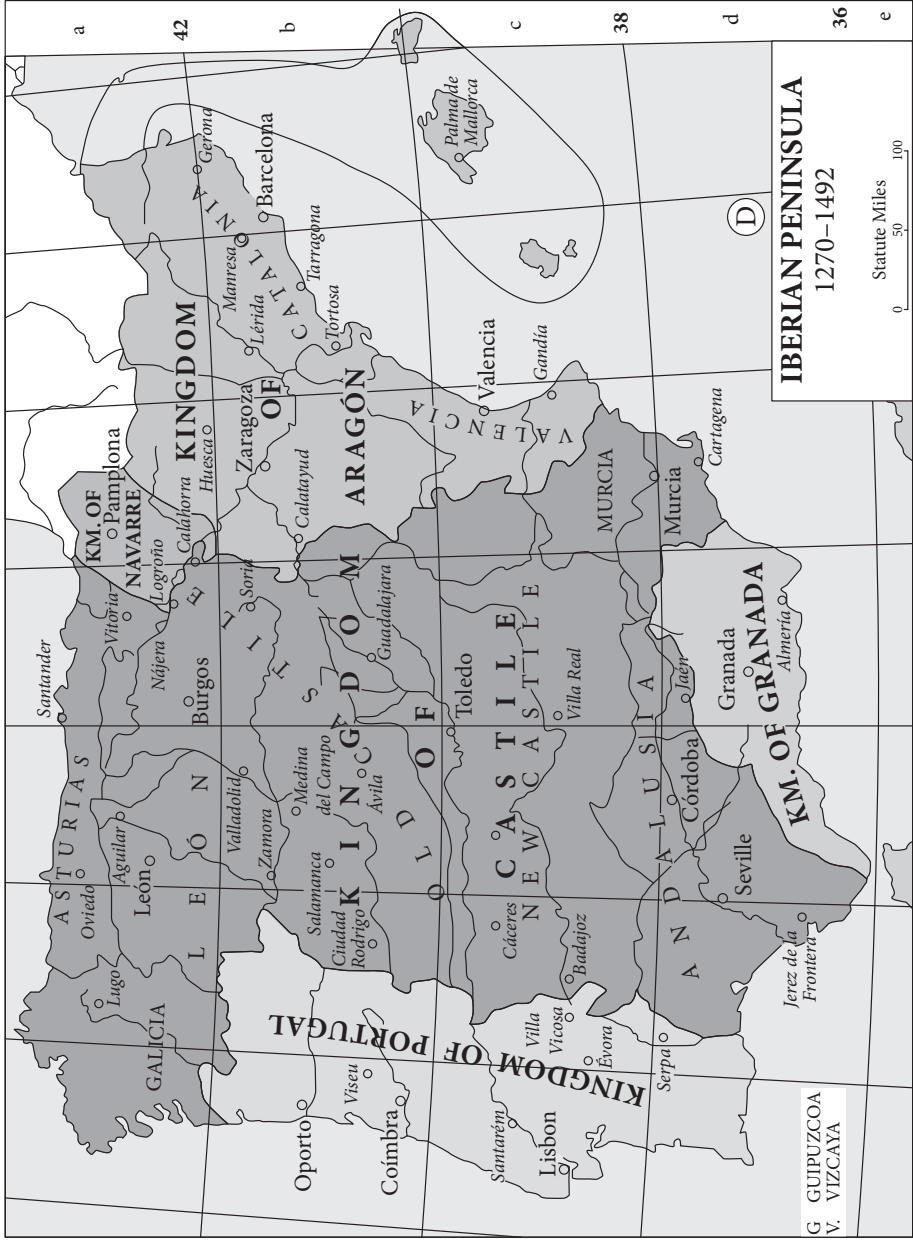 a
42
b
c
38
d
36
e
Santander
ASTURIAS
Oviedo
Lugo
GALICIA
Aguilar
León
LEÓN
Vitoria
KM. OF
Pamplona
NAVARRE
Logroño
Calahorra
Nájera
Burgos
Valladolid
Zamora
Soria
Huesca
KINGDOM
OF
ARAGÓN
Zaragoza
Lérida
Manresa
Gerona
CATALONIA
Barcelona
Tarragona
Tortosa
Calatayud
Medina
del Campo
Salamanca
Ciudad
Rodrigo
Ávila
Guadalajara
OLD CASTILE
KINGDOM
OF
CASTILE
NEW CASTILE
Toledo
Cáceres
Badajoz
Villa Real
KINGDOM OF PORTUGAL
Oporto
Viseu
Coímbra
Santarém
Lisbon
Villa
Vicosa
Évora
Serpa
VALENCIA
Valencia
Gandía
Palma de
Mallorca
MURCIA
Murcia
Cartagena
ANDALUSIA
Córdoba
Jaén
Seville
Jerez de la
Frontera
Granada
KM. OF GRANADA
Almería
D
G GUIPUZCOA
V. VIZCAYA
IBERIAN PENINSULA
1270–1492
Statute Miles
0 50 100